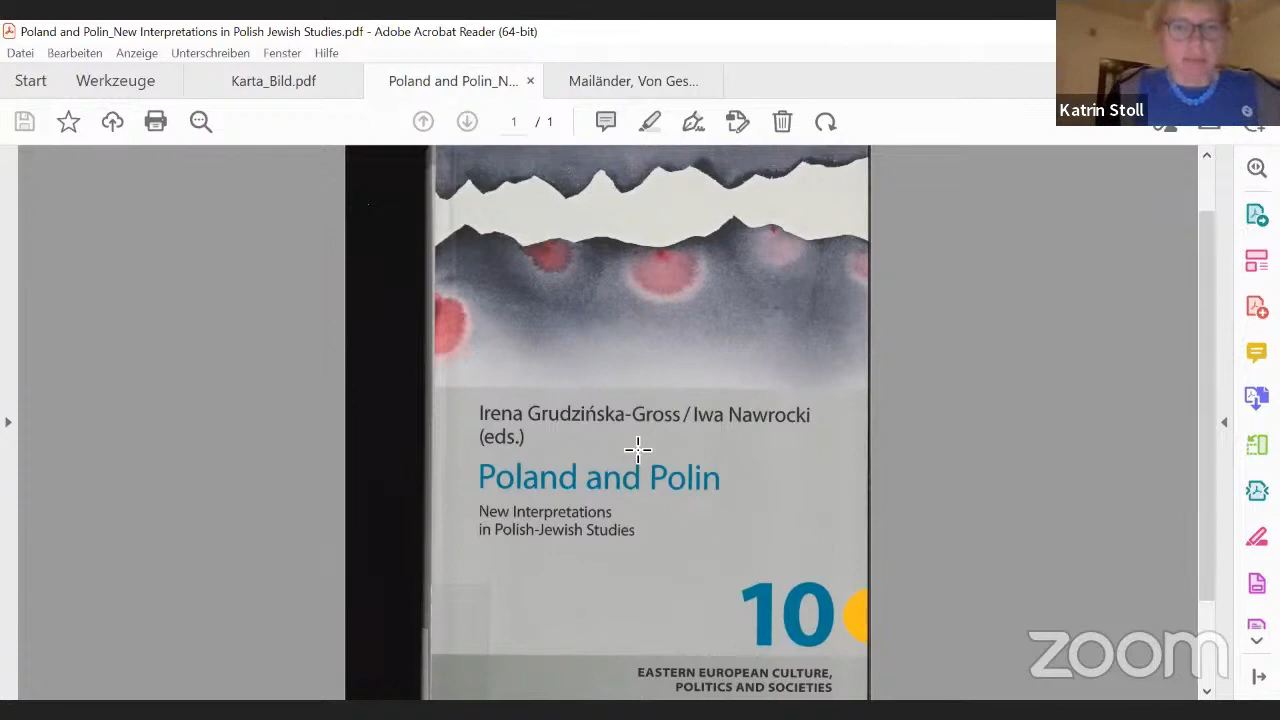 Poland and Polin_New Interpretations in Polish Jewish Studies.pdf - Adobe Acrobat Reader (64-bit)
Datei Bearbeiten Anzeige Unterschreiben Fenster Hilfe
Start Werkzeuge Karta_Bild.pdf Poland and Polin_N... × Mailänder, Von Ges...
1 / 1
Katrin Stoll
Irena Grudzińska-Gross / Iwa Nawrocki
(eds.)
Poland and Polin
New Interpretations
in Polish-Jewish Studies
10
EASTERN EUROPEAN CULTURE,
POLITICS AND SOCIETIES
zoom